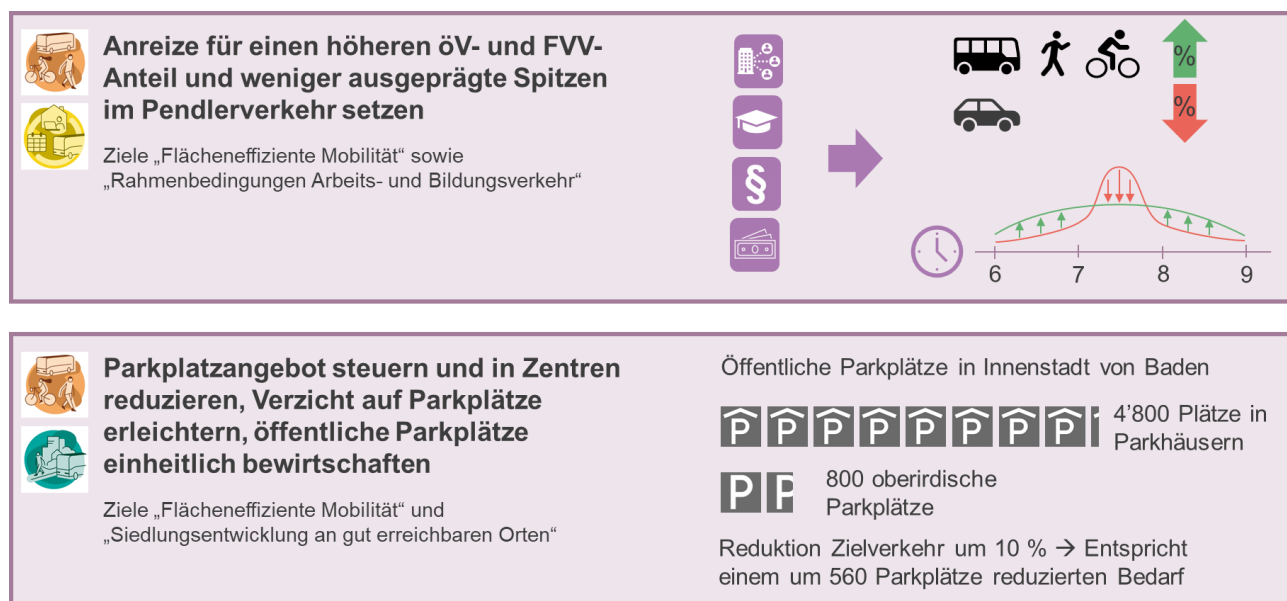 Anreize für einen höheren öV- und FVV-
Anteil und weniger ausgeprägte Spitzen
im Pendlerverkehr setzen
Ziele „Flächeneffiziente Mobilität“ sowie
„Rahmenbedingungen Arbeits- und Bildungsverkehr“
§
%
%
6 7 8 9
Parkplatzangebot steuern und in Zentren
reduzieren, Verzicht auf Parkplätze
erleichtern, öffentliche Parkplätze
einheitlich bewirtschaften
Ziele „Flächeneffiziente Mobilität“ und
„Siedlungsentwicklung an gut erreichbaren Orten“
Öffentliche Parkplätze in Innenstadt von Baden
P P P P P P P P
4’800 Plätze in
Parkhäusern
P P
800 oberirdische
Parkplätze
Reduktion Zielverkehr um 10 % → Entspricht
einem um 560 Parkplätze reduzierten Bedarf